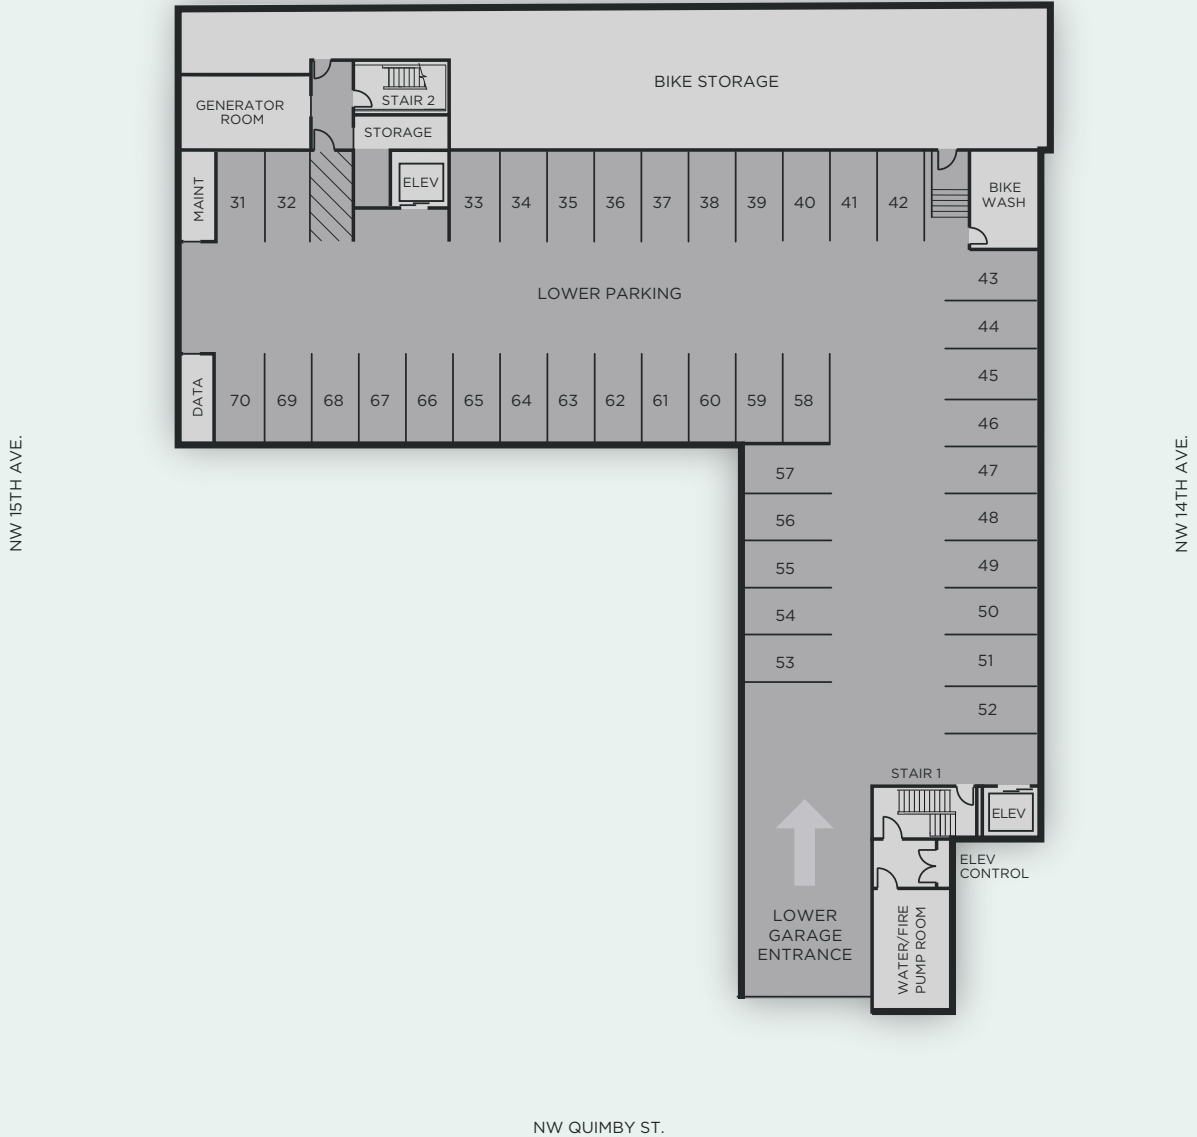 BIKE STORAGE
GENERATOR
ROOM
STAIR 2
STORAGE
MAINT
31
32
ELEV
33
34
35
36
37
38
39
40
41
42
BIKE
WASH
LOWER PARKING
43
44
45
46
47
48
49
50
51
52
DATA
70
69
68
67
66
65
64
63
62
61
60
59
58
57
56
55
54
53
NW 15TH AVE.
NW 14TH AVE.
STAIR 1
ELEV
ELEV
CONTROL
LOWER
GARAGE
ENTRANCE
WATER/FIRE
PUMP ROOM
NW QUIMBY ST.